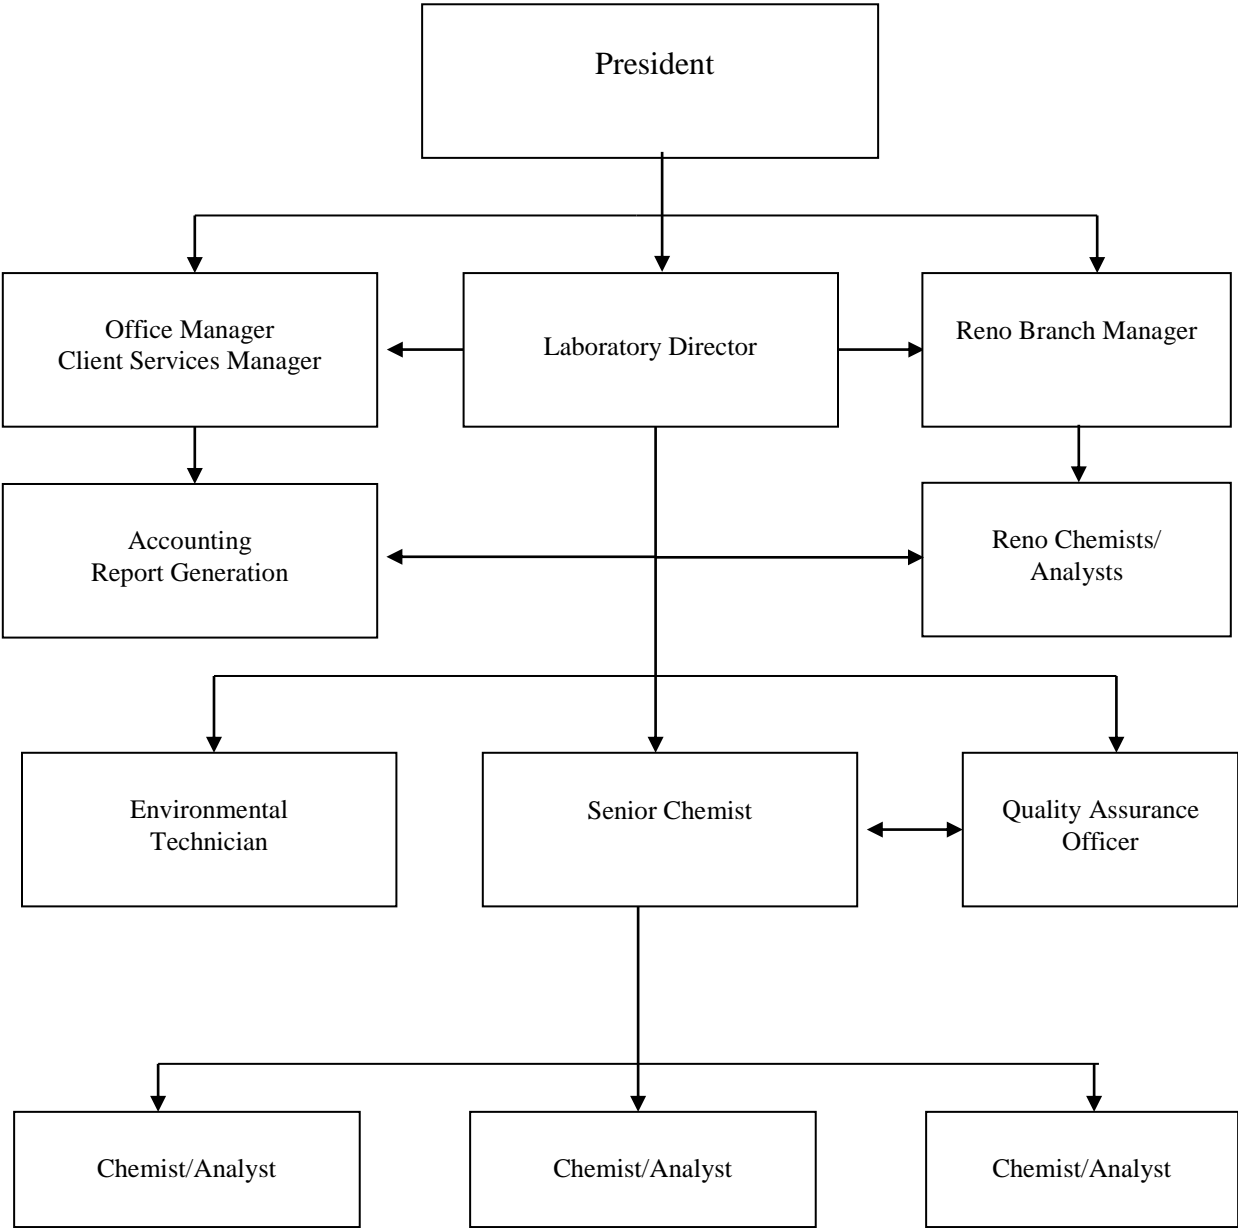 President
Office Manager
Client Services Manager
Laboratory Director
Reno Branch Manager
Accounting
Report Generation
Reno Chemists/
Analysts
Environmental
Technician
Senior Chemist
Quality Assurance
Officer
Chemist/Analyst
Chemist/Analyst
Chemist/Analyst